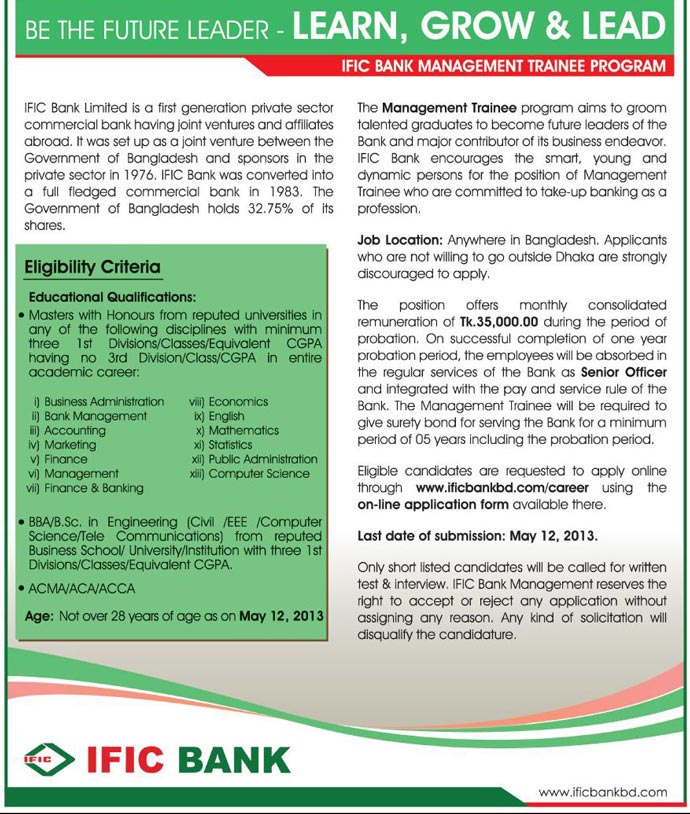 BE THE FUTURE LEADER - LEARN, GROW & LEAD
IFIC BANK MANAGEMENT TRAINEE PROGRAM
IFIC Bank Limited is a first generation private sector
commercial bank having joint ventures and affiliates
abroad. It was set up as a joint venture between the
Government of Bangladesh and sponsors in the
private sector in 1976. IFIC Bank was converted into
a full fledged commercial bank in 1983. The
Government of Bangladesh holds 32.75% of its
shares.
Eligibility Criteria
Educational Qualifications:
• Masters with Honours from reputed universities in
any of the following disciplines with minimum
three 1st Divisions/Classes/Equivalent CGPA
having no 3rd Division/Class/CGPA in entire
academic career:
i) Business Administration
ii) Bank Management
iii) Accounting
iv) Marketing
v) Finance
vi) Management
vii) Finance & Banking
viii) Economics
ix) English
x) Mathematics
xi) Statistics
xii) Public Administration
xiii) Computer Science
• BBA/B.Sc. in Engineering (Civil /EEE /Computer
Science/Tele Communications) from reputed
Business School/ University/Institution with three 1st
Divisions/Classes/Equivalent CGPA.
• ACMA/ACA/ACCA
Age: Not over 28 years of age as on May 12, 2013
The Management Trainee program aims to groom
talented graduates to become future leaders of the
Bank and major contributor of its business endeavor.
IFIC Bank encourages the smart, young and
dynamic persons for the position of Management
Trainee who are committed to take-up banking as a
profession.
Job Location: Anywhere in Bangladesh. Applicants
who are not willing to go outside Dhaka are strongly
discouraged to apply.
The position offers monthly consolidated
remuneration of Tk.35,000.00 during the period of
probation. On successful completion of one year
probation period, the employees will be absorbed in
the regular services of the Bank as Senior Officer
and integrated with the pay and service rule of the
Bank. The Management Trainee will be required to
give surety bond for serving the Bank for a minimum
period of 05 years including the probation period.
Eligible candidates are requested to apply online
through www.ificbankbd.com/career using the
on-line application form available there.
Last date of submission: May 12, 2013.
Only short listed candidates will be called for written
test & interview. IFIC Bank Management reserves the
right to accept or reject any application without
assigning any reason. Any kind of solicitation will
disqualify the candidature.
IFIC
IFIC BANK
www.ificbankbd.com